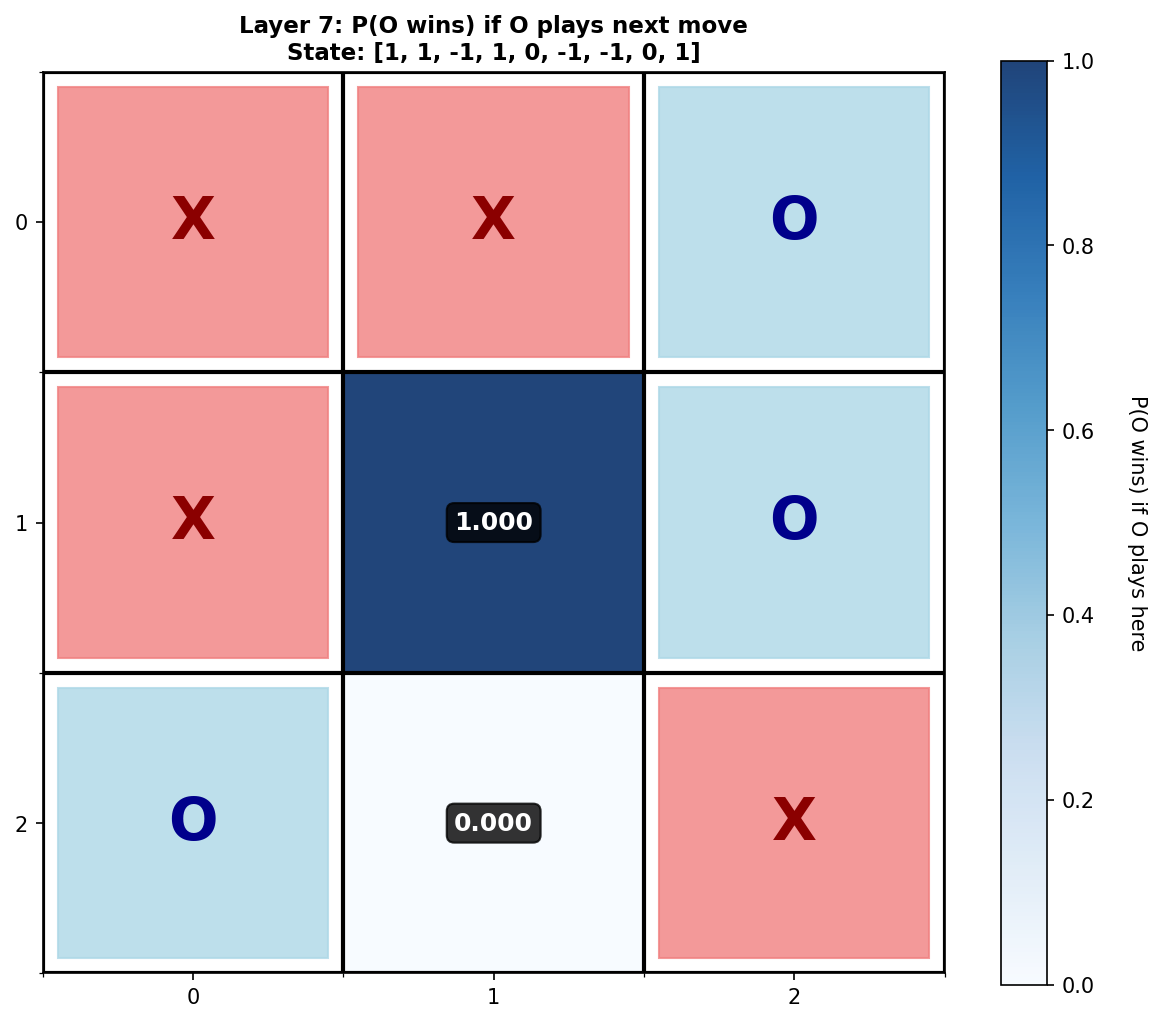 Layer 7: P(O wins) if O plays next move
State: [1, 1, -1, 1, 0, -1, -1, 0, 1]
X X O
0
X 1.000 O
1
O 0.000 X
2
0 1 2
1.0
0.8
0.6
0.4
0.2
0.0
P(O wins) if O plays here